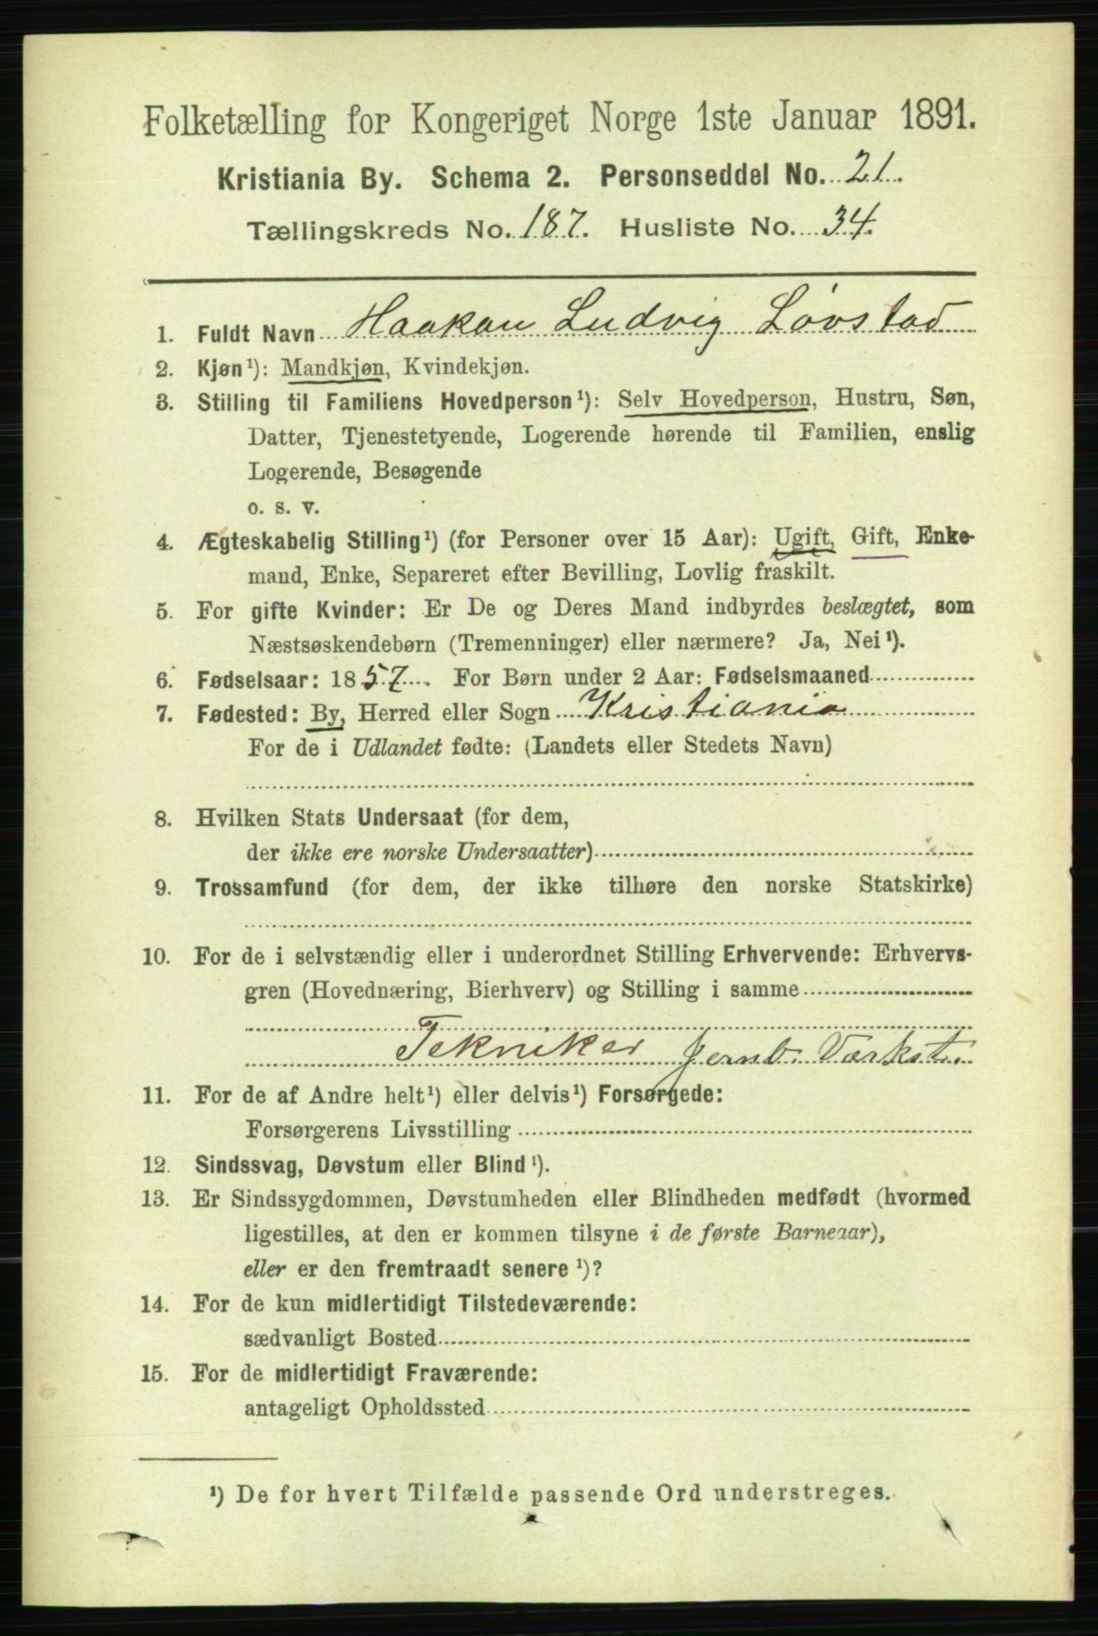 Folketælling for Kongeriget Norge 1ste Januar 1891.
Kristiania By. Schema 2. Personseddel No. 21.
Tællingskreds No. 187. Husliste No. 34.
1. Fuldt Navn Haakon Ludvig Løvstad
2. Kjøn¹): Mandkjøn, Kvindekjøn.
3. Stilling til Familiens Hovedperson¹): Selv Hovedperson, Hustru, Søn,
Datter, Tjenestetyende, Logerende hørende til Familien, enslig
Logerende, Besøgende
o. s. v.
4. Ægteskabelig Stilling¹) (for Personer over 15 Aar): Ugift, Gift, Enke-
mand, Enke, Separeret efter Bevilling, Lovlig fraskilt.
5. For gifte Kvinder: Er De og Deres Mand indbyrdes beslægtet, som
Næstsøskendebørn (Tremenninger) eller nærmere? Ja, Nei¹).
6. Fødselsaar: 1857. For Børn under 2 Aar: Fødselsmaaned
7. Fødested: By, Herred eller Sogn Kristiania
For de i Udlandet fødte: (Landets eller Stedets Navn)
8. Hvilken Stats Undersaat (for dem,
der ikke ere norske Undersaatter)
9. Trossamfund (for dem, der ikke tilhøre den norske Statskirke)
10. For de i selvstændig eller i underordnet Stilling Erhvervende: Erhvervs-
gren (Hovednæring, Bierhverv) og Stilling i samme
Tekniker Jernb. Værkst.
11. For de af Andre helt¹) eller delvis¹) Forsørgede:
Forsørgerens Livsstilling
12. Sindssvag, Døvstum eller Blind¹).
13. Er Sindssygdommen, Døvstumheden eller Blindheden medfødt (hvormed
ligestilles, at den er kommen tilsyne i de første Barneaar),
eller er den fremtraadt senere¹)?
14. For de kun midlertidigt Tilstedeværende:
sædvanligt Bosted
15. For de midlertidigt Fraværende:
antageligt Opholdssted
¹) De for hvert Tilfælde passende Ord understreges.